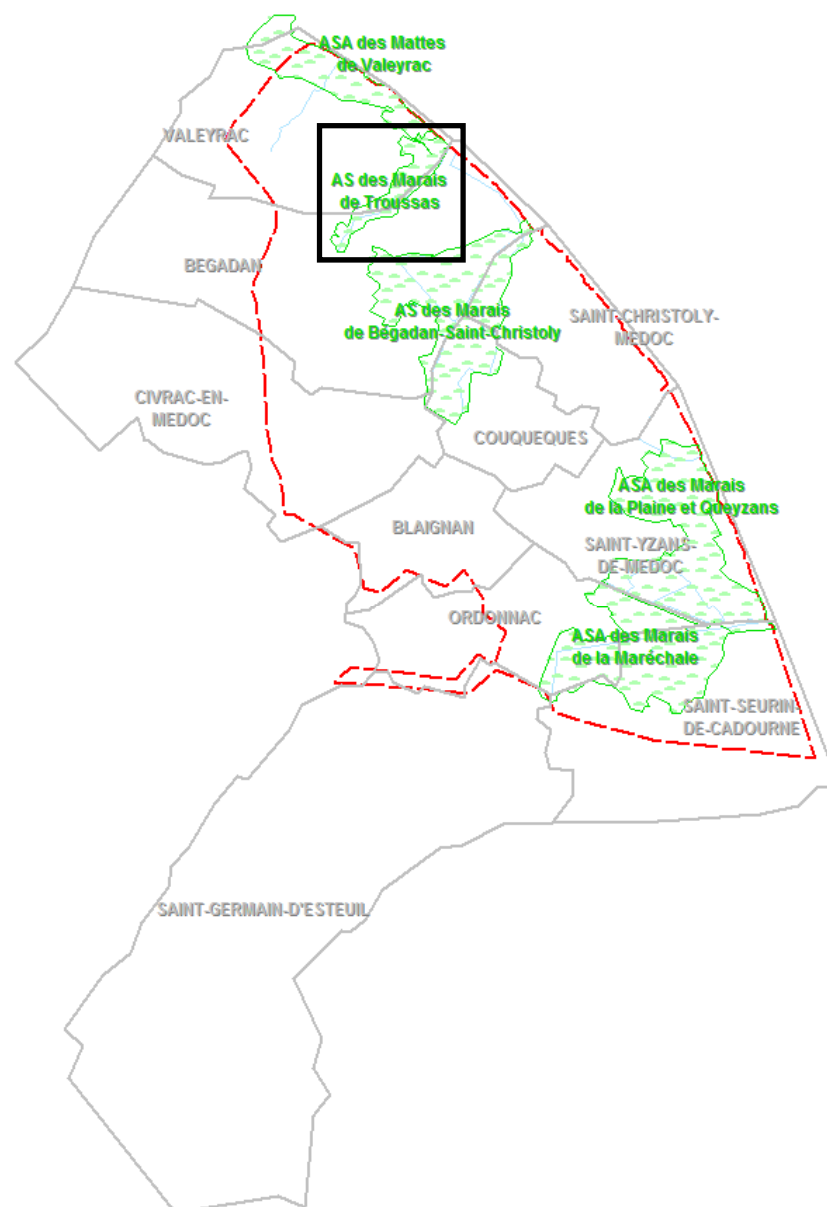 ASA des Mattes
de Valeyrac
VALEYRAC
AS des Marais
de Troussas
BEGADAN
AS des Marais
de Bégadan-Saint-Christoly
SAINT-CHRISTOLY-
MEDOC
CIVRAC-EN-
MEDOC
COUQUEQUES
ASA des Marais
de la Plaine et Queyzans
BLAIGNAN
SAINT-YZANS-
DE-MEDOC
ORDONNAC
ASA des Marais
de la Maréchale
SAINT-SEURIN-
DE-CADOURNE
SAINT-GERMAIN-D'ESTEUIL